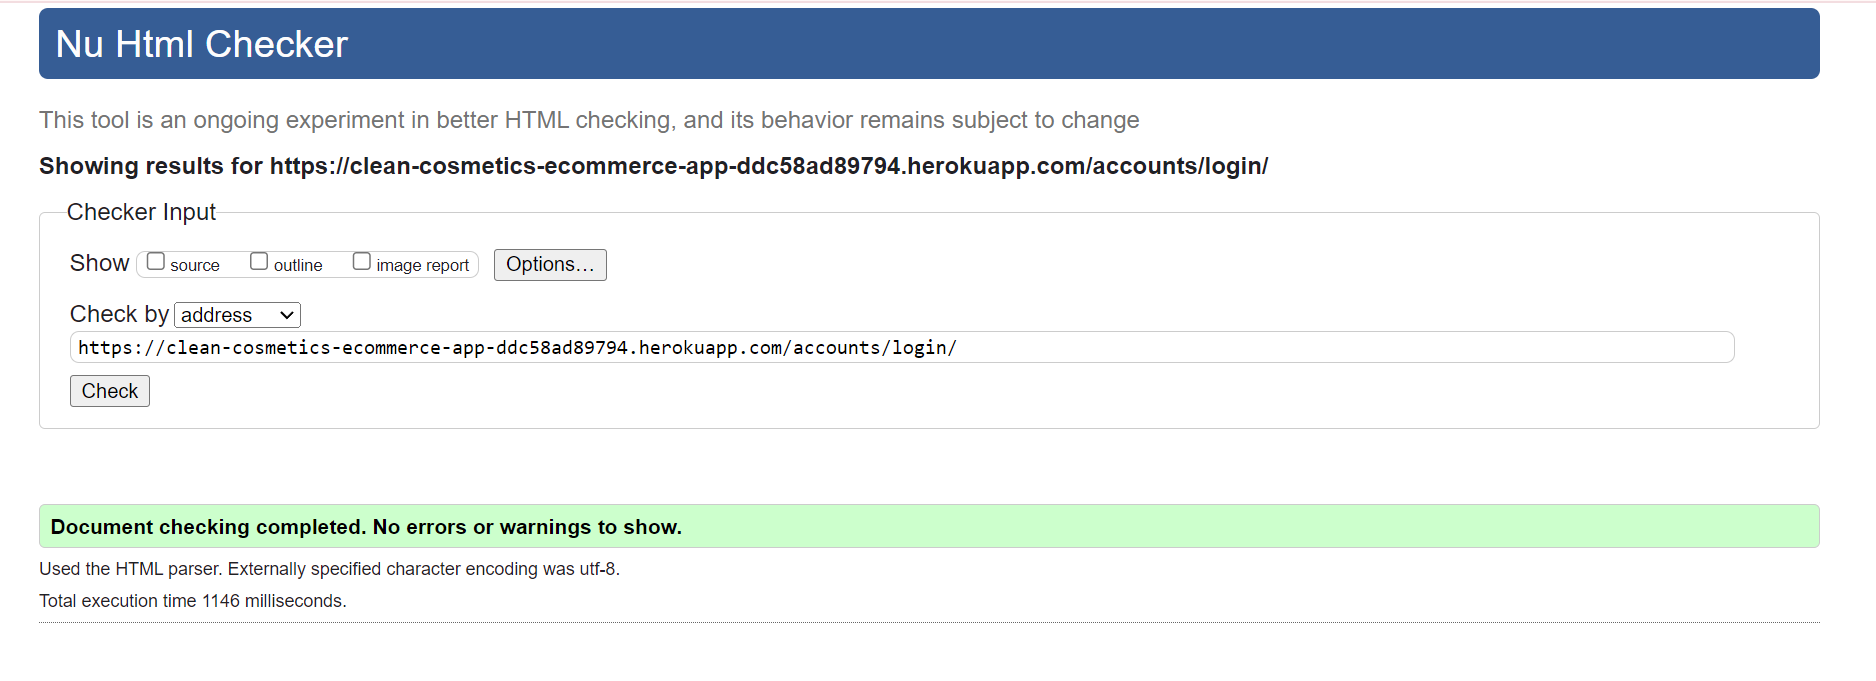 Nu Html Checker
This tool is an ongoing experiment in better HTML checking, and its behavior remains subject to change
Showing results for https://clean-cosmetics-ecommerce-app-ddc58ad89794.herokuapp.com/accounts/login/
Checker Input
Show source outline image report Options...
Check by address
https://clean-cosmetics-ecommerce-app-ddc58ad89794.herokuapp.com/accounts/login/
Check
Document checking completed. No errors or warnings to show.
Used the HTML parser. Externally specified character encoding was utf-8.
Total execution time 1146 milliseconds.